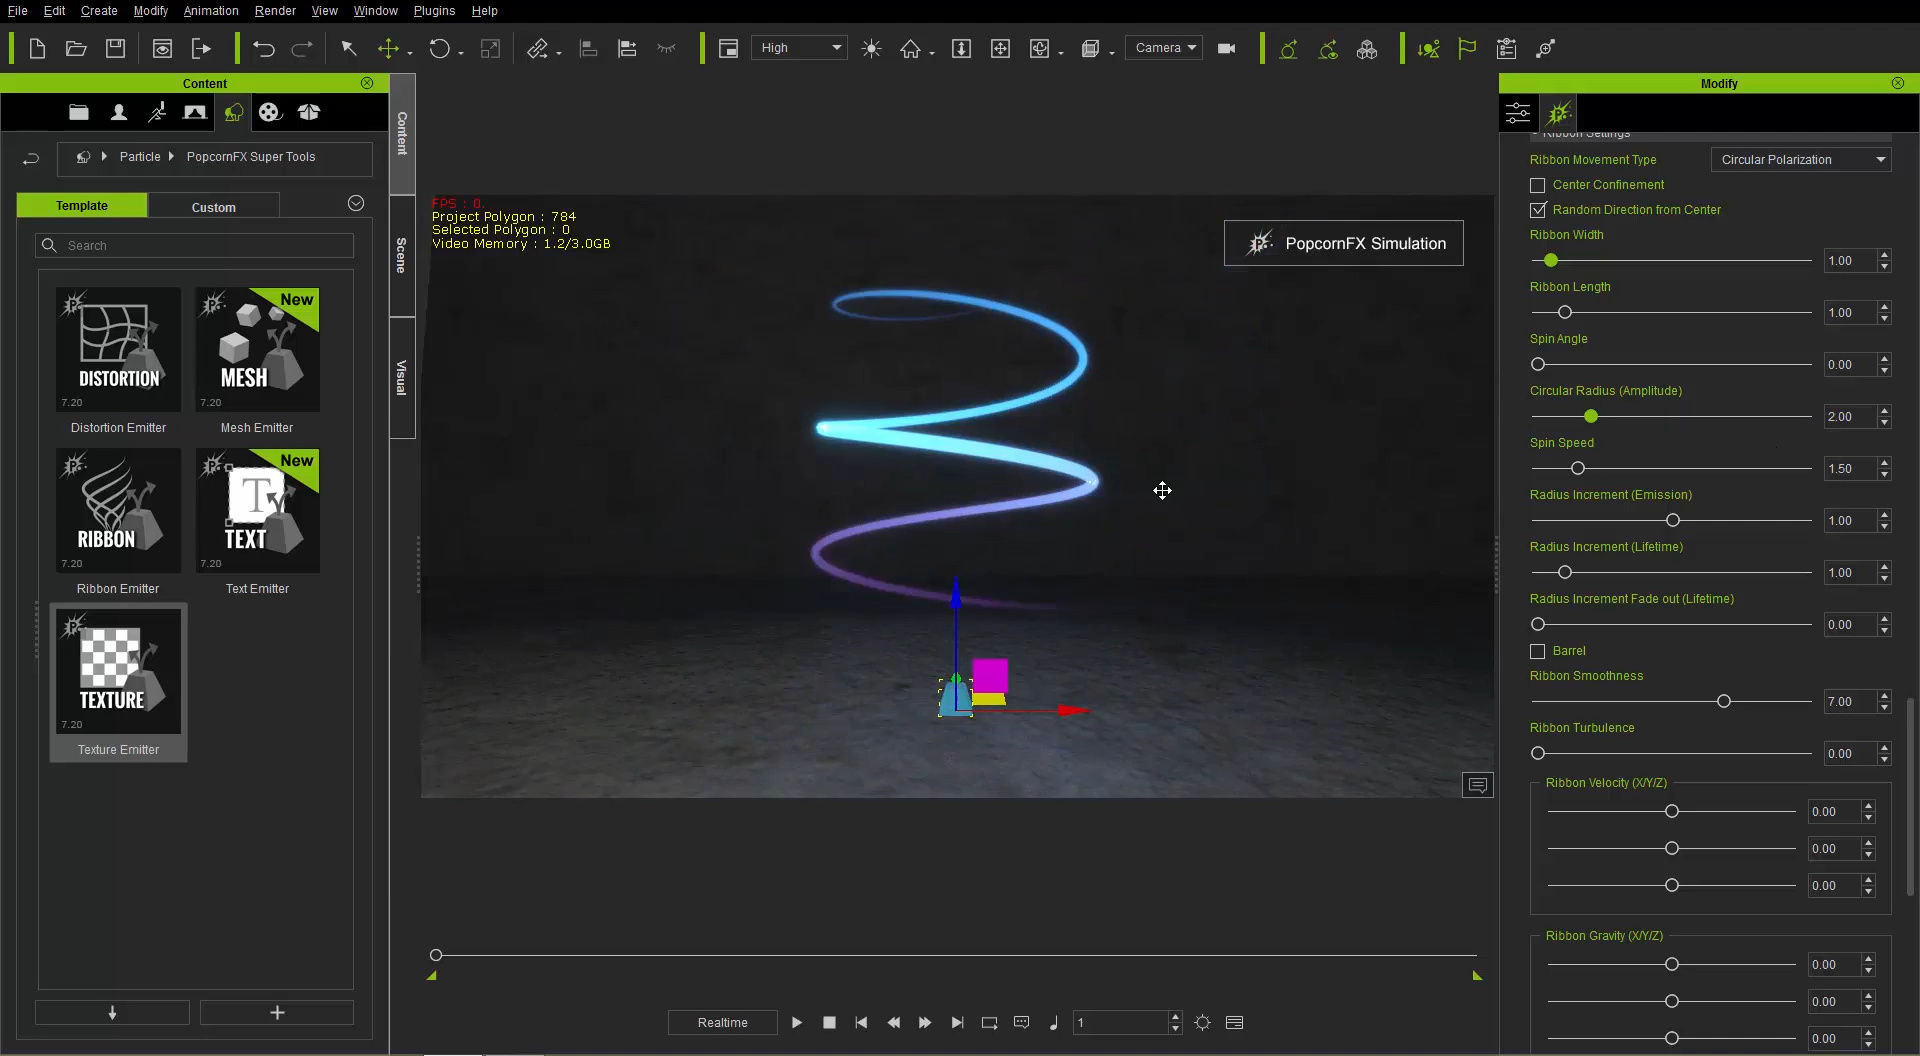 File Edit Create Modify Animation Render View Window Plugins Help
High
Camera
Content
Particle PopcornFX Super Tools
Template Custom
Search
DISTORTION
7.20
Distortion Emitter
New
MESH
7.20
Mesh Emitter
RIBBON
7.20
Ribbon Emitter
New
T
TEXT
7.20
Text Emitter
TEXTURE
7.20
Texture Emitter
Content
Scene
Visual
FPS : 0.
Project Polygon : 784
Selected Polygon : 0
Video Memory : 1.2/3.0GB
PopcornFX Simulation
Realtime
1
Modify
Ribbon Settings
Ribbon Movement Type Circular Polarization
Center Confinement
Random Direction from Center
Ribbon Width
1.00
Ribbon Length
1.00
Spin Angle
0.00
Circular Radius (Amplitude)
2.00
Spin Speed
1.50
Radius Increment (Emission)
1.00
Radius Increment (Lifetime)
1.00
Radius Increment Fade out (Lifetime)
0.00
Barrel
Ribbon Smoothness
7.00
Ribbon Turbulence
0.00
Ribbon Velocity (X/Y/Z)
0.00
0.00
0.00
Ribbon Gravity (X/Y/Z)
0.00
0.00
0.00